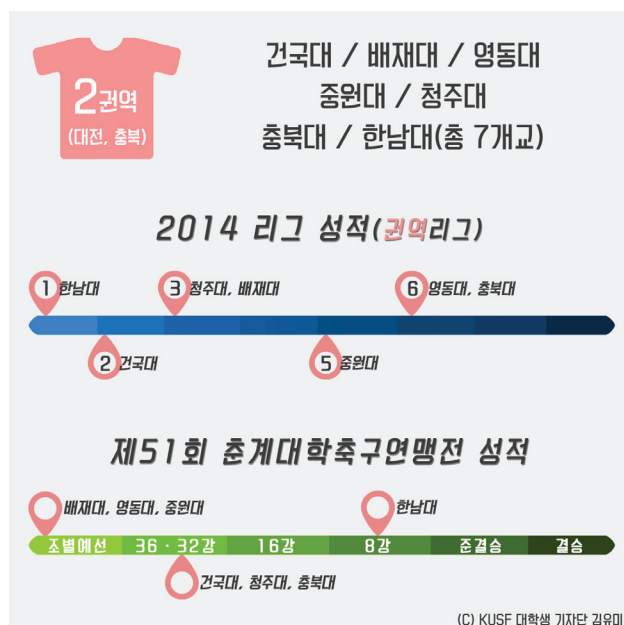 2권역
(대전, 충북)
건국대 / 배재대 / 영동대
중원대 / 청주대
충북대 / 한남대(총 7개교)
2014 리그 성적(권역리그)
1 한남대
3 청주대, 배재대
6 영동대, 충북대
2 건국대
5 중원대
제51회 춘계대학축구연맹전 성적
배재대, 영동대, 중원대
한남대
조별예선 36·32강 16강 8강 준결승 결승
건국대, 청주대, 충북대
(C) KUSF 대학생 기자단 김유미